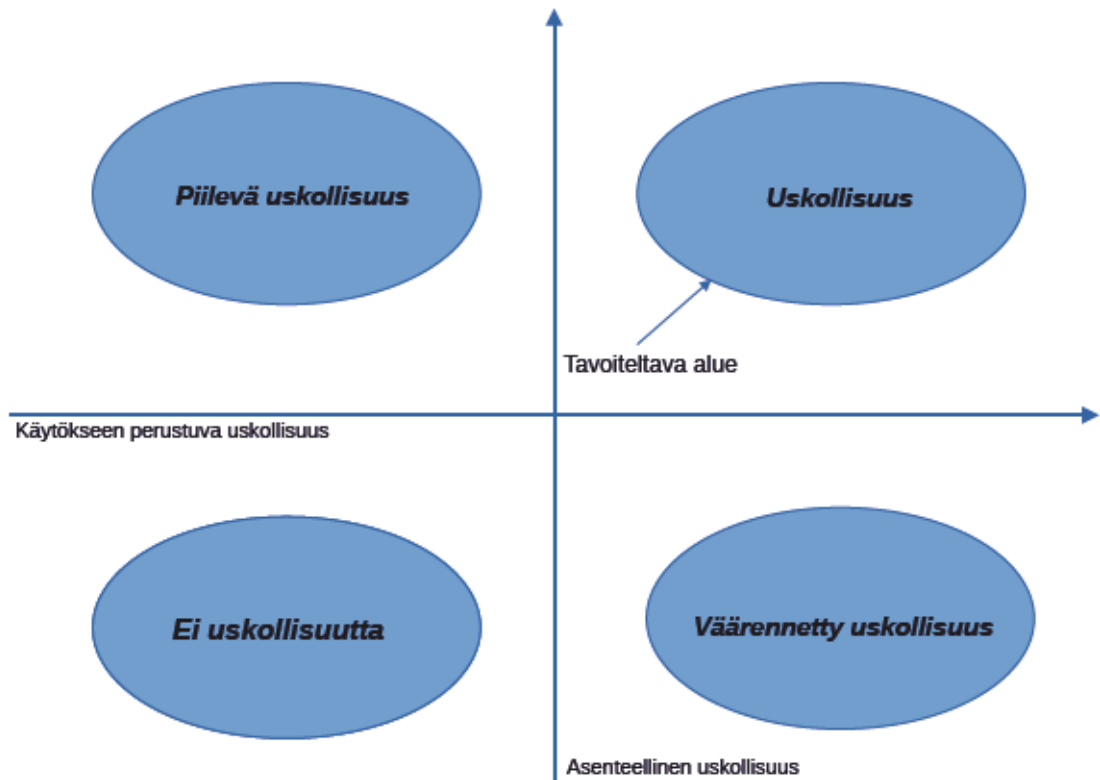 Piilevä uskollisuus
Uskollisuus
Tavoiteltava alue
Käytökseen perustuva uskollisuus
Ei uskollisuutta
Väärennetty uskollisuus
Asenteellinen uskollisuus